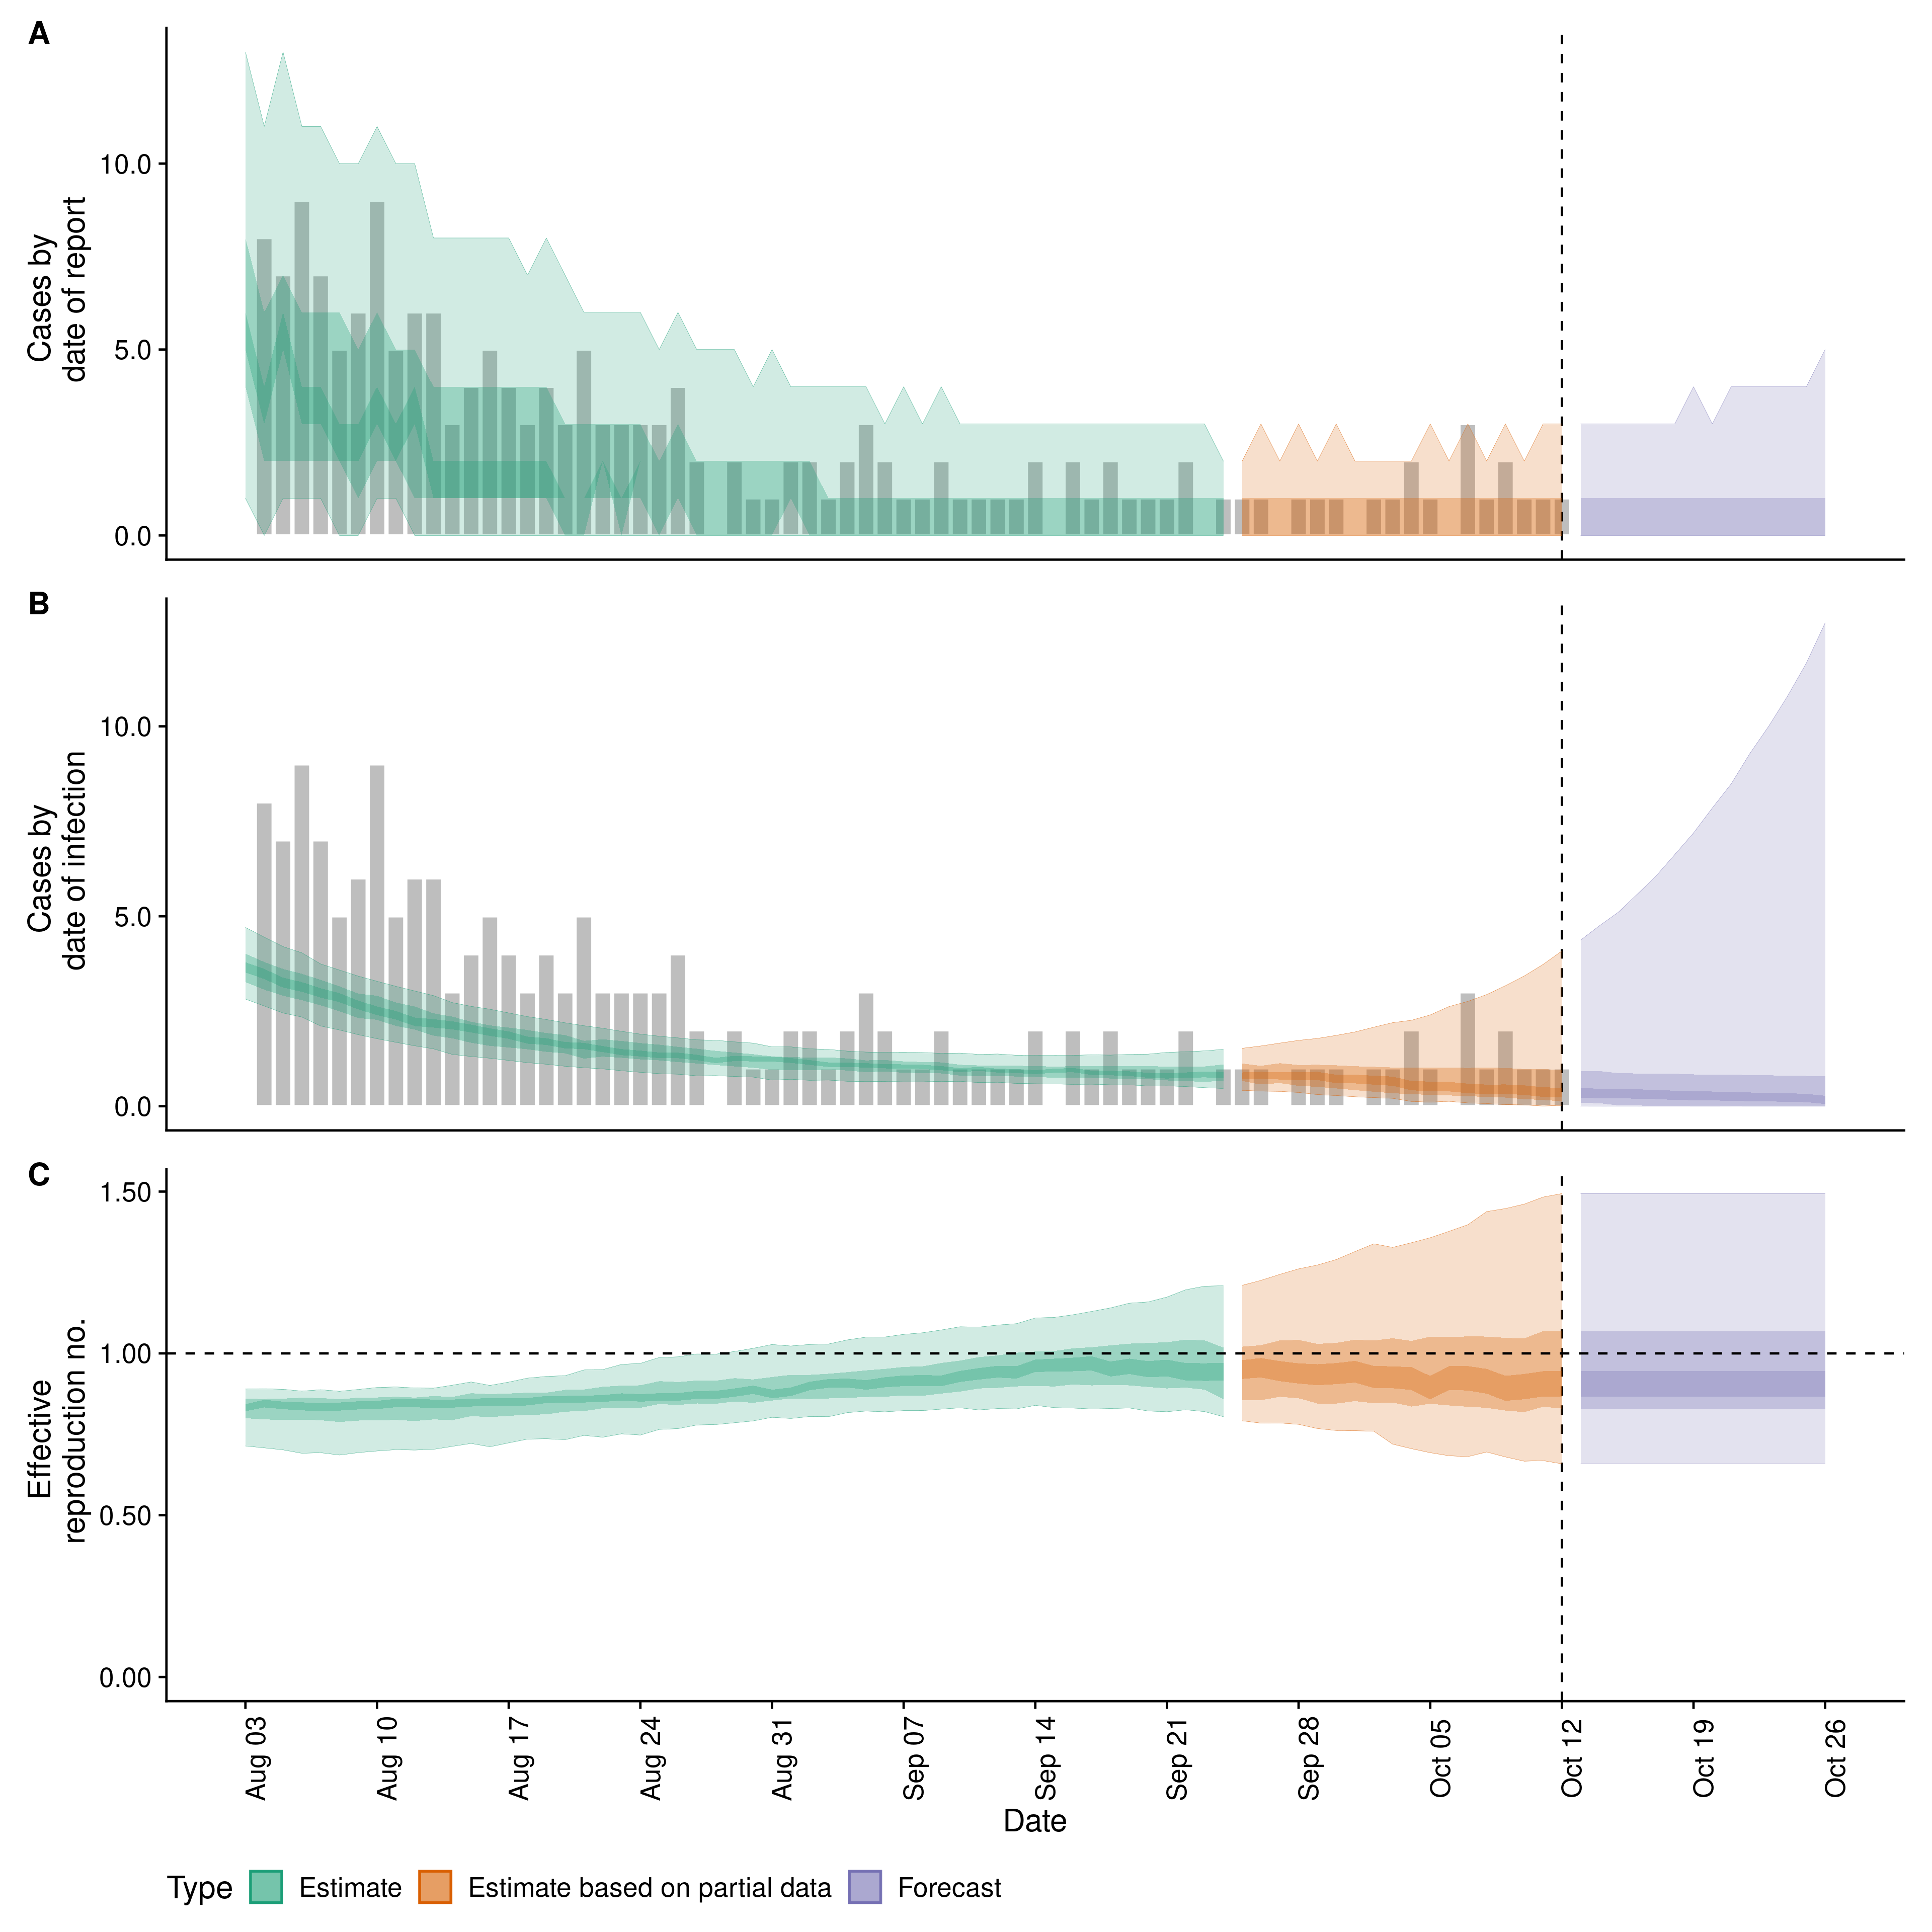 A
Cases by
date of report
10.0
5.0
0.0
B
Cases by
date of infection
10.0
5.0
0.0
C
Effective
reproduction no.
1.50
1.00
0.50
0.00
Aug 03
Aug 10
Aug 17
Aug 24
Aug 31
Sep 07
Sep 14
Sep 21
Sep 28
Oct 05
Oct 12
Oct 19
Oct 26
Date
Type Estimate Estimate based on partial data Forecast